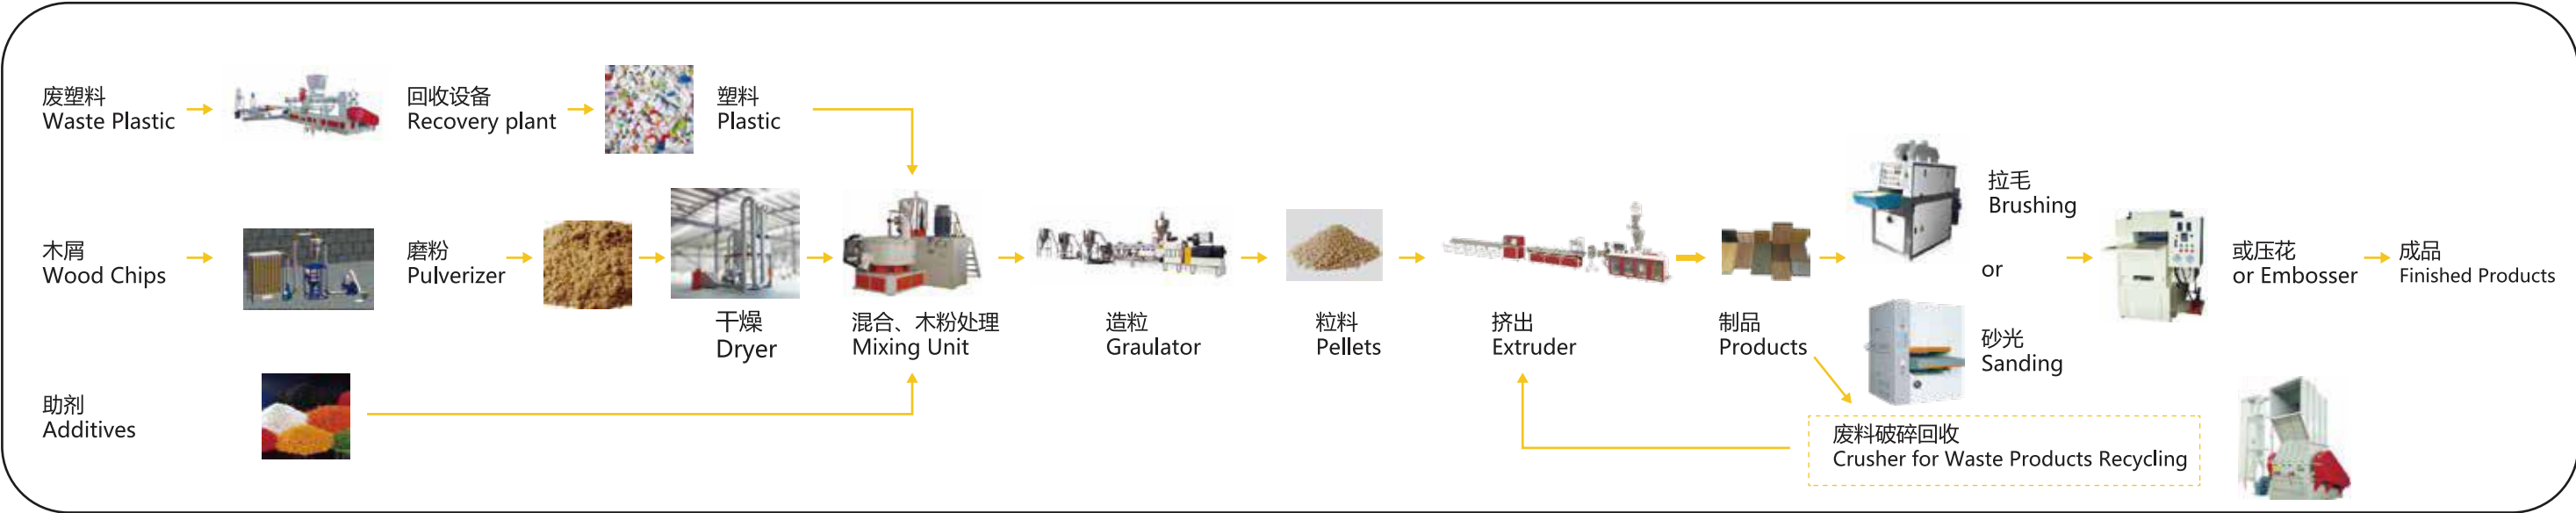 废塑料
Waste Plastic
回收设备
Recovery plant
塑料
Plastic
木屑
Wood Chips
磨粉
Pulverizer
干燥
Dryer
混合、木粉处理
Mixing Unit
造粒
Graulator
粒料
Pellets
挤出
Extruder
制品
Products
拉毛
Brushing
or
砂光
Sanding
或压花
or Embosser
成品
Finished Products
助剂
Additives
废料破碎回收
Crusher for Waste Products Recycling